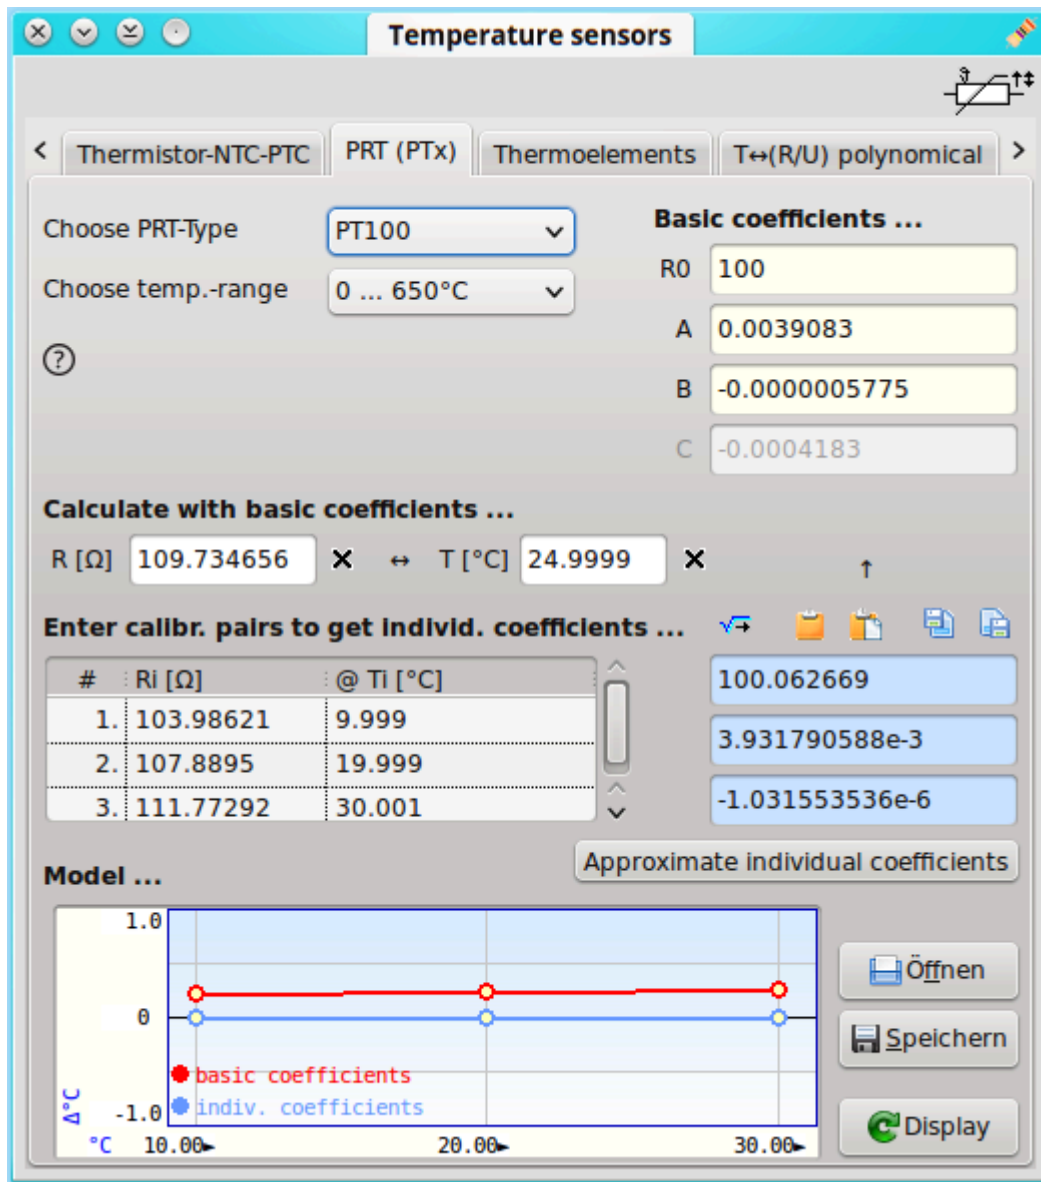 Temperature sensors
Thermistor-NTC-PTC PRT (PTx) Thermoelements T↔(R/U) polynomical
Choose PRT-Type PT100 Basic coefficients ...
R0 100
Choose temp.-range 0 ... 650°C
A 0.0039083
?
B -0.0000005775
C -0.0004183
Calculate with basic coefficients ...
R [Ω] 109.734656 ↔ T [°C] 24.9999 ↑
Enter calibr. pairs to get individ. coefficients ...
# Ri [Ω] @ Ti [°C]
1. 103.98621 9.999
2. 107.8895 19.999
3. 111.77292 30.001
100.062669
3.931790588e-3
-1.031553536e-6
Approximate individual coefficients
Model ...
1.0
0
-1.0
Δ°C
basic coefficients
indiv. coefficients
°C 10.00 20.00 30.00
Öffnen
Speichern
Display